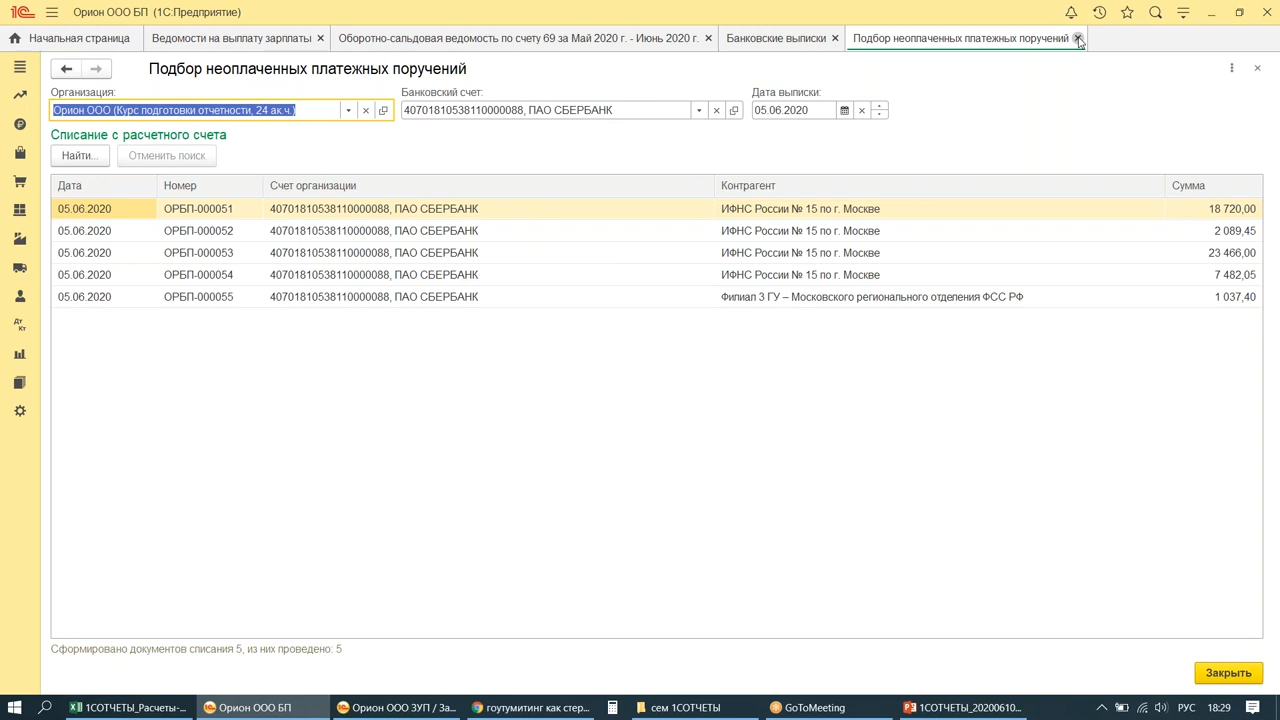 Орион ООО БП (1С:Предприятие)
Начальная страница
Ведомости на выплату зарплаты
Оборотно-сальдовая ведомость по счету 69 за Май 2020 г. - Июнь 2020 г.
Банковские выписки
Подбор неоплаченных платежных поручений
Подбор неоплаченных платежных поручений
Организация: Банковский счет: Дата выписки:
Орион ООО (Курс подготовки отчетности, 24 ак.ч.) 40701810538110000088, ПАО СБЕРБАНК 05.06.2020
Списание с расчетного счета
Найти... Отменить поиск
Дата Номер Счет организации Контрагент Сумма
05.06.2020 ОРБП-000051 40701810538110000088, ПАО СБЕРБАНК ИФНС России № 15 по г. Москве 18 720,00
05.06.2020 ОРБП-000052 40701810538110000088, ПАО СБЕРБАНК ИФНС России № 15 по г. Москве 2 089,45
05.06.2020 ОРБП-000053 40701810538110000088, ПАО СБЕРБАНК ИФНС России № 15 по г. Москве 23 466,00
05.06.2020 ОРБП-000054 40701810538110000088, ПАО СБЕРБАНК ИФНС России № 15 по г. Москве 7 482,05
05.06.2020 ОРБП-000055 40701810538110000088, ПАО СБЕРБАНК Филиал 3 ГУ – Московского регионального отделения ФСС РФ 1 037,40
Сформировано документов списания 5, из них проведено: 5
Закрыть
1СОТЧЕТЫ_Расчеты-... Орион ООО БП Орион ООО ЗУП / За... гоутумитинг как стер... сем 1СОТЧЕТЫ GoToMeeting 1СОТЧЕТЫ_20200610... РУС 18:29